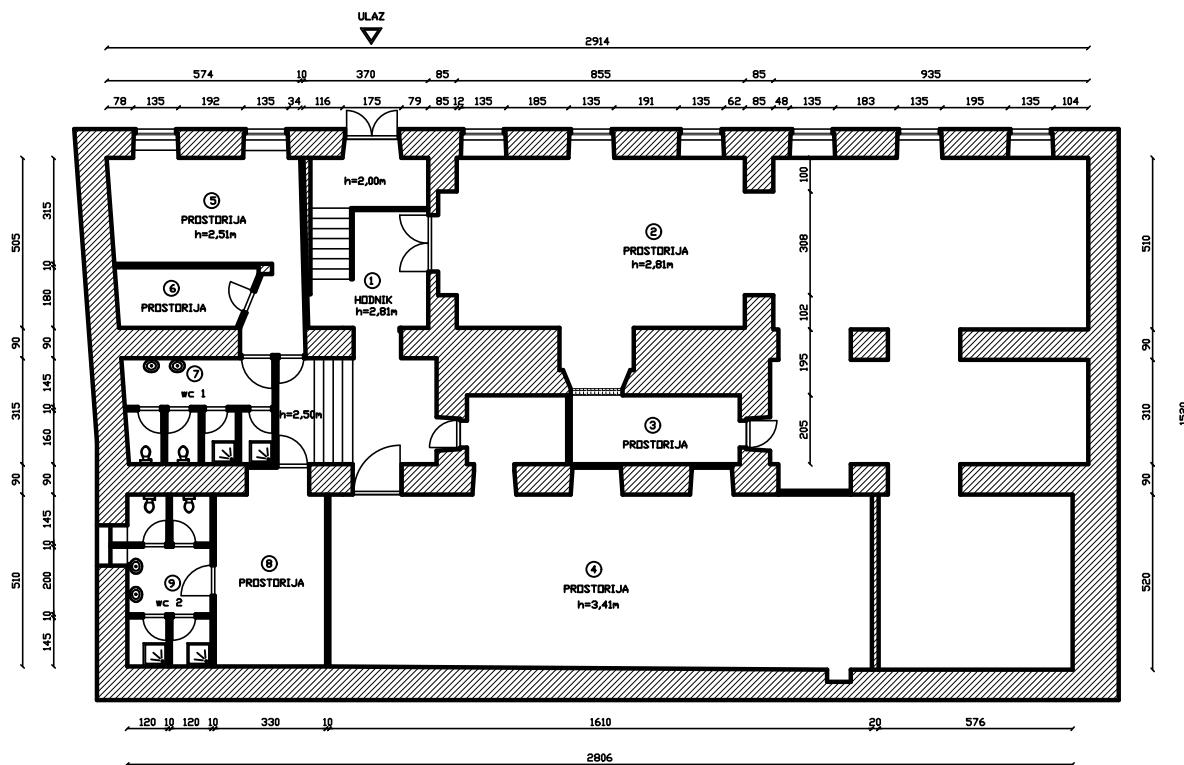 ULAZ
2914
574 10 370 85 855 85 935
78 135 192 135 34 116 175 79 85 12 135 185 135 191 135 62 85 48 135 183 135 195 135 104
505 90 315 90 510
315 10 180 90 145 10 160 90 145 10 200 10 145
5
PROSTORIJA
h=2,51m
6
PROSTORIJA
h=2,00m
1
HODNIK
h=2,81m
2
PROSTORIJA
h=2,81m
100 308 102 195 205
7
wc 1
h=2,50m
3
PROSTORIJA
8
PROSTORIJA
9
wc 2
4
PROSTORIJA
h=3,41m
510 90 310 90 520
1520
120 10 120 10 330 10 1610 20 576
2806